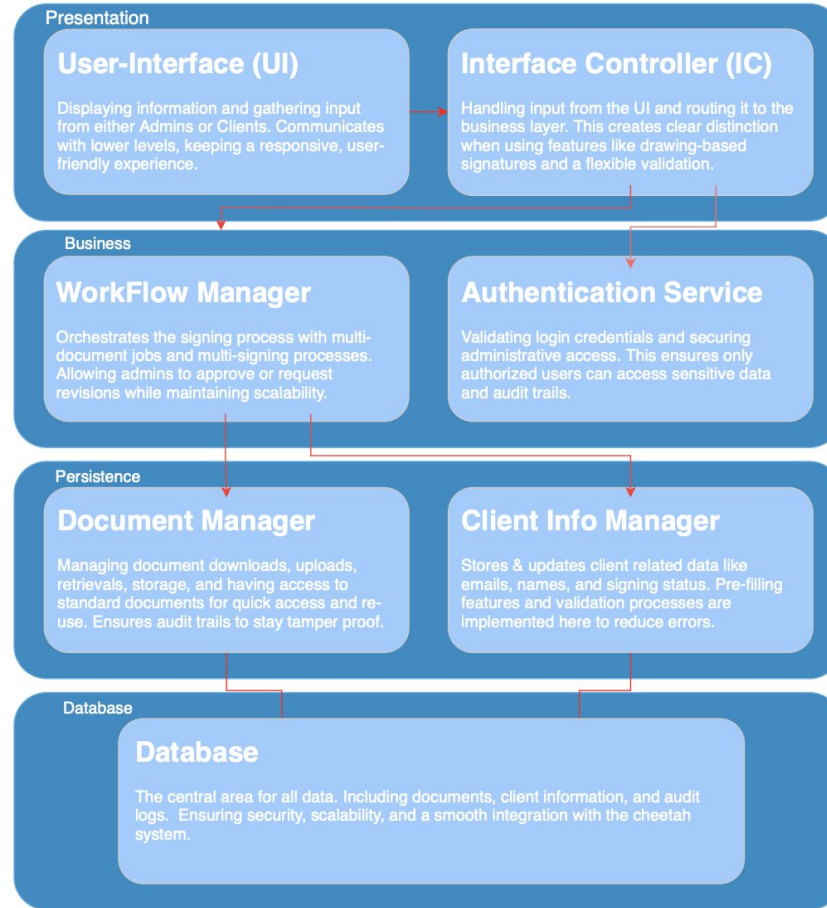 Presentation
User-Interface (UI)
Displaying information and gathering input
from either Admins or Clients. Communicates
with lower levels, keeping a responsive, user-
friendly experience.
Interface Controller (IC)
Handling input from the UI and routing it to the
business layer. This creates clear distinction
when using features like drawing-based
signatures and a flexible validation.
Business
WorkFlow Manager
Orchestrates the signing process with multi-
document jobs and multi-signing processes.
Allowing admins to approve or request
revisions while maintaining scalability.
Authentication Service
Validating login credentials and securing
administrative access. This ensures only
authorized users can access sensitive data
and audit trails.
Persistence
Document Manager
Managing document downloads, uploads,
retrievals, storage, and having access to
standard documents for quick access and re-
use. Ensures audit trails to stay tamper proof.
Client Info Manager
Stores & updates client related data like
emails, names, and signing status. Pre-filling
features and validation processes are
implemented here to reduce errors.
Database
Database
The central area for all data. Including documents, client information, and audit
logs.  Ensuring security, scalability, and a smooth integration with the cheetah
system.